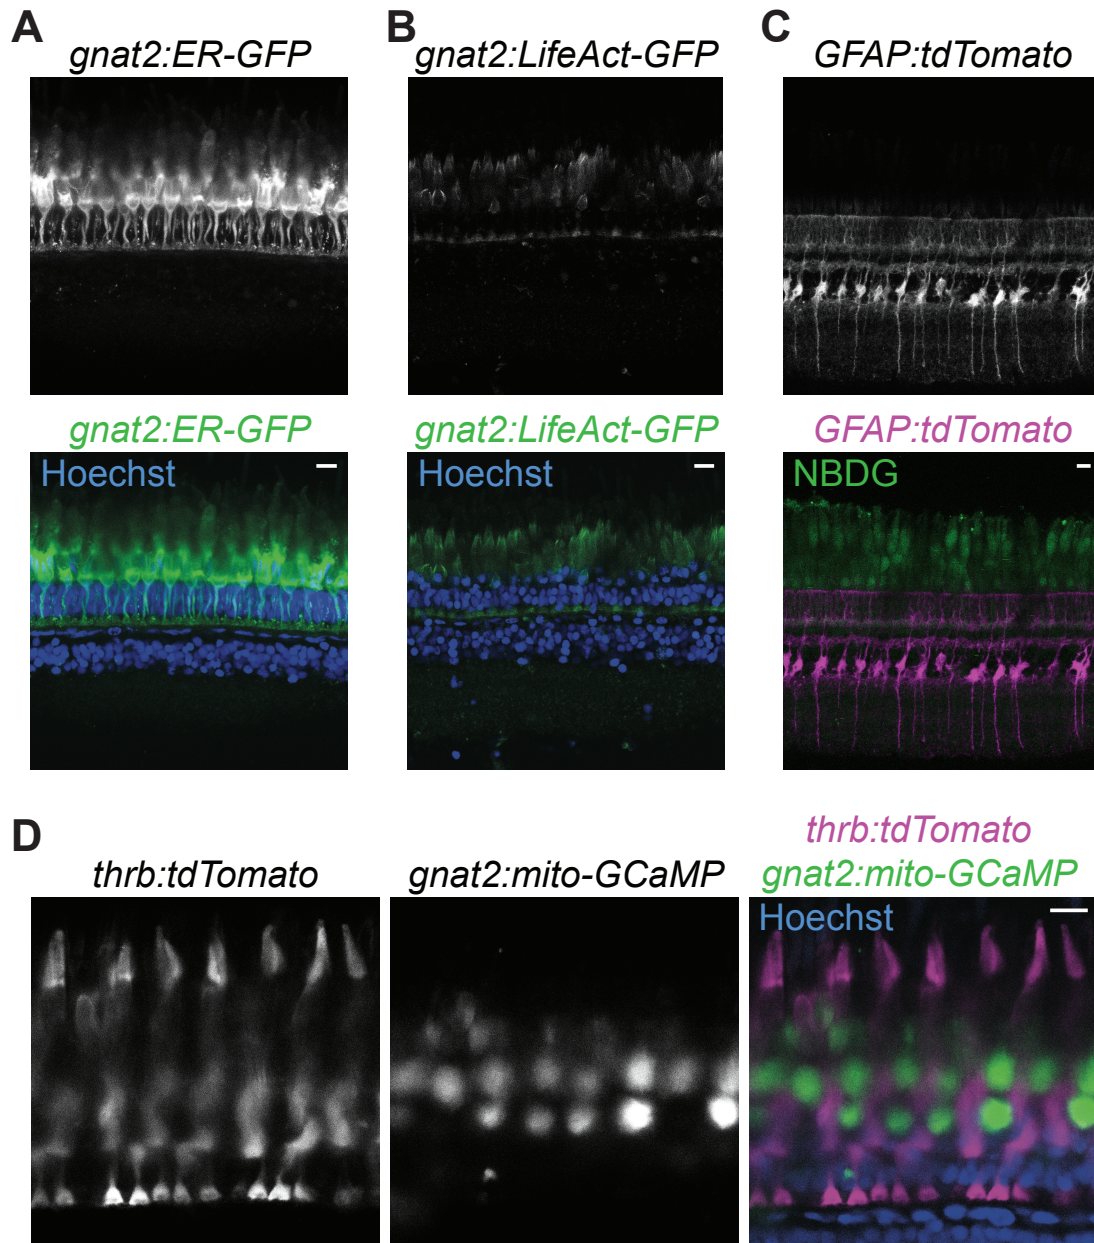 A
gnat2:ER-GFP
B
gnat2:LifeAct-GFP
C
GFAP:tdTomato
gnat2:ER-GFP
Hoechst
gnat2:LifeAct-GFP
Hoechst
GFAP:tdTomato
NBDG
D
thrb:tdTomato
gnat2:mito-GCaMP
thrb:tdTomato
gnat2:mito-GCaMP
Hoechst